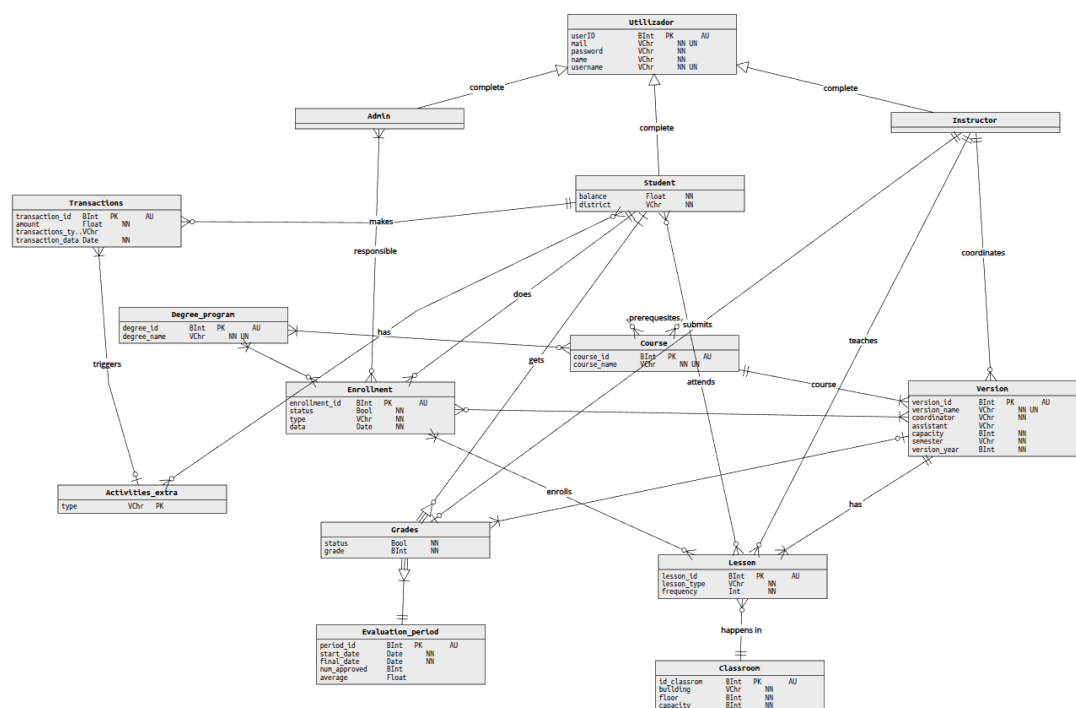 Utilizador
userID BInt PK AU
mail VChr NN UN
password VChr NN
name VChr NN
username VChr NN UN
complete
complete
complete
Admin
Instructor
Student
balance Float NN
district VChr NN
Transactions
transaction_id BInt PK AU
amount Float NN
transactions_ty..VChr
transaction_data Date NN
makes
responsible
coordinates
does
Degree_program
degree_id BInt PK AU
degree_name VChr NN UN
has
prerequesites,
submits
Course
course_id BInt PK AU
course_name VChr NN UN
teaches
triggers
gets
attends
course
Enrollment
enrollment_id BInt PK AU
status Bool NN
type VChr NN
data Date NN
Version
version_id BInt PK AU
version_name VChr NN UN
coordinator VChr NN
assistant VChr
capacity BInt NN
semester VChr NN
version_year BInt NN
Activities_extra
type VChr PK
enrolls
has
Grades
status Bool NN
grade BInt NN
Lesson
lesson_id BInt PK AU
lesson_type VChr NN
frequency Int NN
happens in
Evaluation_period
period_id BInt PK AU
start_date Date NN
final_date Date NN
num_approved BInt
average Float
Classroom
id_classrom BInt PK AU
building VChr NN
floor BInt NN
capacity BInt NN